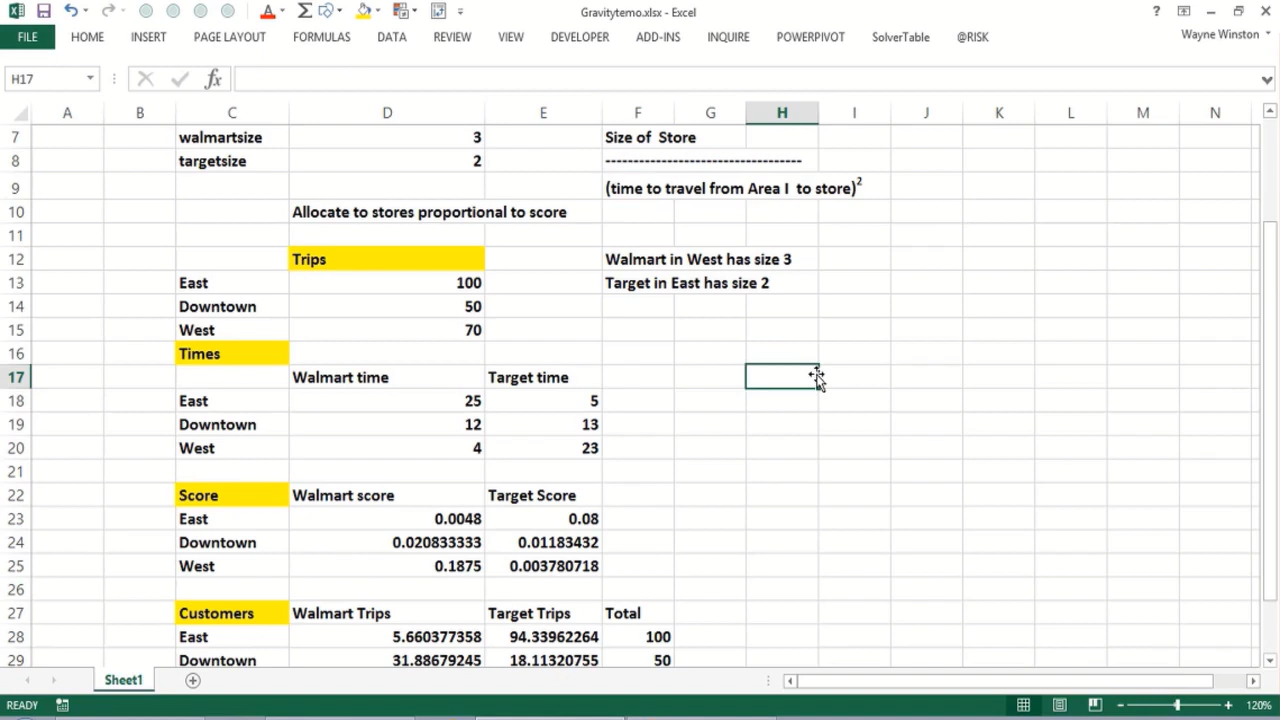 Gravitytemo.xlsx - Excel
?
FILE HOME INSERT PAGE LAYOUT FORMULAS DATA REVIEW VIEW DEVELOPER ADD-INS INQUIRE POWERPIVOT SolverTable @RISK Wayne Winston
H17 fx
A B C D E F G H I J K L M N
7 walmartsize 3 Size of Store
8 targetsize 2 -----------------------------------
9 (time to travel from Area I to store)²
10 Allocate to stores proportional to score
11
12 Trips Walmart in West has size 3
13 East 100 Target in East has size 2
14 Downtown 50
15 West 70
16 Times
17 Walmart time Target time
18 East 25 5
19 Downtown 12 13
20 West 4 23
21
22 Score Walmart score Target Score
23 East 0.0048 0.08
24 Downtown 0.020833333 0.01183432
25 West 0.1875 0.003780718
26
27 Customers Walmart Trips Target Trips Total
28 East 5.660377358 94.33962264 100
29 Downtown 31.88679245 18.11320755 50
Sheet1
READY 120%